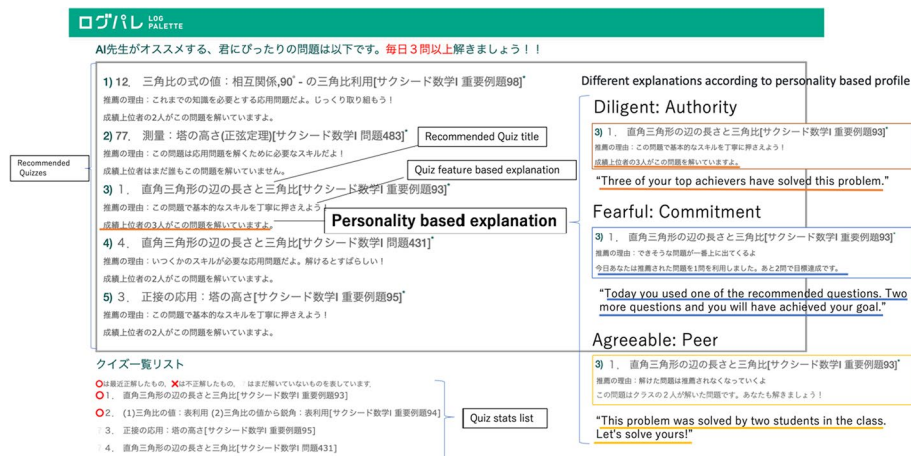 ログパレ LOG PALETTE
AI先生がオススメする、君にぴったりの問題は以下です。毎日３問以上解きましょう！！
1) 12． 三角比の式の値：相互関係,90° - の三角比利用[サクシード数学I 重要例題98]*
推薦の理由：これまでの知識を必要とする応用問題だよ。じっくり取り組もう！
成績上位者の2人がこの問題を解いていますよ。
2) 77． 測量：塔の高さ(正弦定理)[サクシード数学I 問題483]*
推薦の理由：この問題は応用問題を解くために必要なスキルだよ！
成績上位者はまだ誰もこの問題を解いていません。
3) 1． 直角三角形の辺の長さと三角比[サクシード数学I 重要例題93]*
推薦の理由：この問題で基本的なスキルを丁寧に押さえよう！
成績上位者の3人がこの問題を解いていますよ。
4) 4． 直角三角形の辺の長さと三角比[サクシード数学I 問題431]*
推薦の理由：いつくかのスキルが必要な応用問題だよ。解けるとすばらしい！
成績上位者の2人がこの問題を解いていますよ。
5) 3． 正接の応用：塔の高さ[サクシード数学I 重要例題95]*
推薦の理由：この問題で基本的なスキルを丁寧に押さえよう！
成績上位者の2人がこの問題を解いていますよ。
Recommended Quizzes
Recommended Quiz title
Quiz feature based explanation
Personality based explanation
クイズ一覧リスト
○は最近正解したもの, ×は不正解したもの, はまだ解いていないものを表しています,
○1． 直角三角形の辺の長さと三角比[サクシード数学I 重要例題93]
○2． (1)三角比の値：表利用 (2)三角比の値から鋭角：表利用[サクシード数学I 重要例題94]
3． 正接の応用：塔の高さ[サクシード数学I 重要例題95]
4． 直角三角形の辺の長さと三角比[サクシード数学I 問題431]
Quiz stats list
Different explanations according to personality based profile
Diligent: Authority
3) 1． 直角三角形の辺の長さと三角比[サクシード数学I 重要例題93]*
推薦の理由：この問題で基本的なスキルを丁寧に押さえよう！
成績上位者の3人がこの問題を解いていますよ。
“Three of your top achievers have solved this problem.”
Fearful: Commitment
3) 1． 直角三角形の辺の長さと三角比[サクシード数学I 重要例題93]*
推薦の理由：できそうな問題が一番上に出てくるよ
今日あなたは推薦された問題を1問を利用しました。あと2問で目標達成です。
“Today you used one of the recommended questions. Two
more questions and you will have achieved your goal.”
Agreeable: Peer
3) 1． 直角三角形の辺の長さと三角比[サクシード数学I 重要例題93]*
推薦の理由：解けた問題は推薦されなくなっていくよ
この問題はクラスの２人が解いた問題です。あなたも解きましょう！
“This problem was solved by two students in the class.
Let's solve yours!”